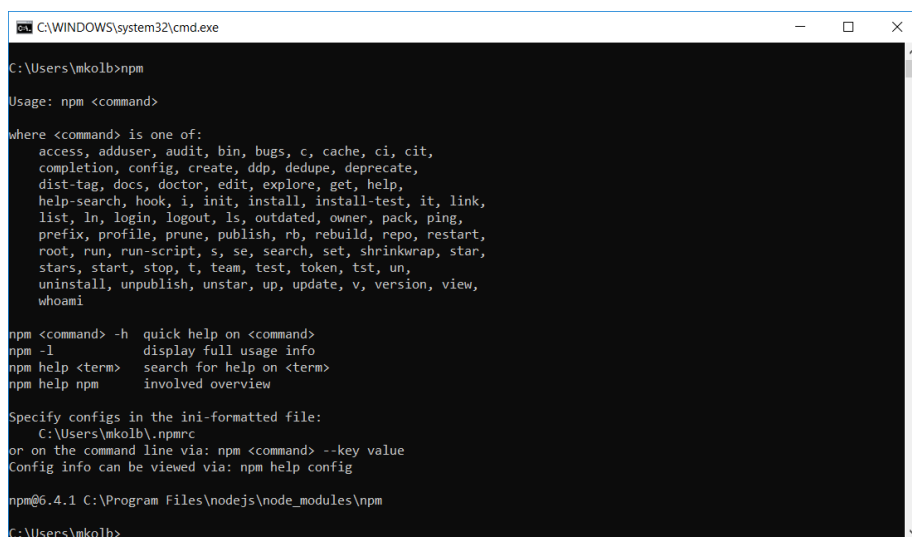 C:\WINDOWS\system32\cmd.exe
C:\Users\mkolb>npm
Usage: npm <command>
where <command> is one of:
    access, adduser, audit, bin, bugs, c, cache, ci, cit,
    completion, config, create, ddp, dedupe, deprecate,
    dist-tag, docs, doctor, edit, explore, get, help,
    help-search, hook, i, init, install, install-test, it, link,
    list, ln, login, logout, ls, outdated, owner, pack, ping,
    prefix, profile, prune, publish, rb, rebuild, repo, restart,
    root, run, run-script, s, se, search, set, shrinkwrap, star,
    stars, start, stop, t, team, test, token, tst, un,
    uninstall, unpublish, unstar, up, update, v, version, view,
    whoami
npm <command> -h  quick help on <command>
npm -l            display full usage info
npm help <term>   search for help on <term>
npm help npm      involved overview
Specify configs in the ini-formatted file:
    C:\Users\mkolb\.npmrc
or on the command line via: npm <command> --key value
Config info can be viewed via: npm help config
npm@6.4.1 C:\Program Files\nodejs\node_modules\npm
C:\Users\mkolb>